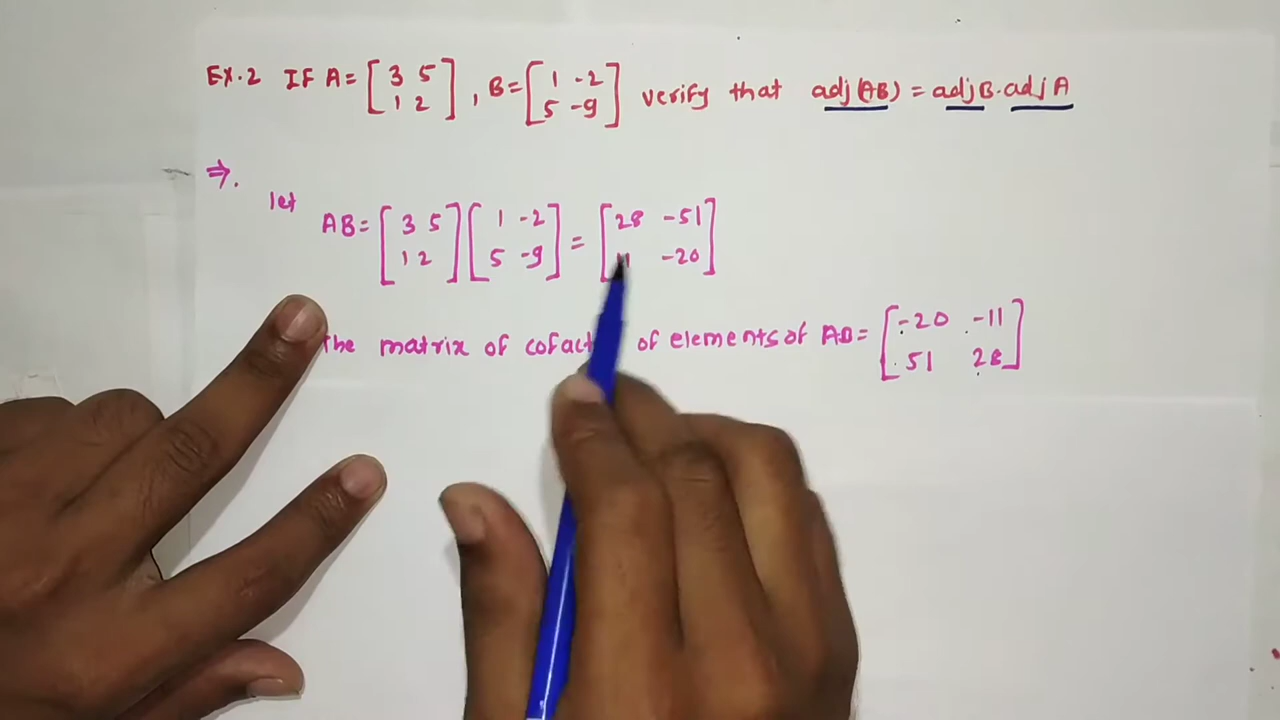 Ex.2 IF A= [3 5], B= [1 -2] verify that adj(AB) = adjB.adjA
[1 2] [5 -9]
⇒.
let
AB= [3 5] [1 -2] = [28 -51]
[1 2] [5 -9] [-20]
The matrix of of elements of AB= [-20 -11]
[51 28]